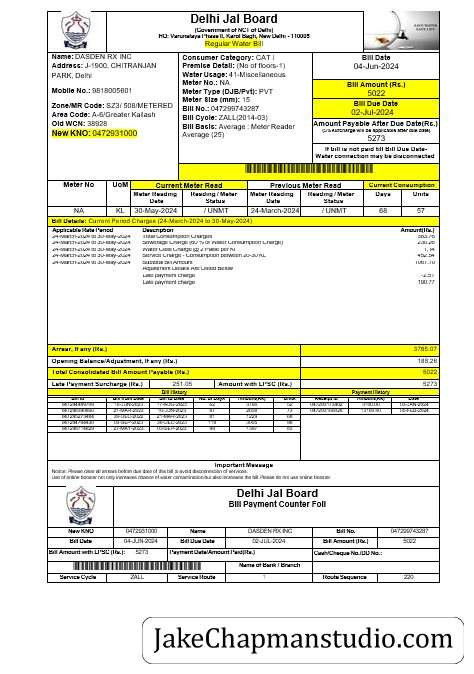 Delhi Jal Board
(Government of NCT of Delhi)
HO: Varunalaya Phase II, Karol Bagh, New Delhi - 110005
Regular Water Bill
SAVE WATER
SAVE LIFE
Name: DASDEN RX INC
Address: J-1900, CHITRANJAN
PARK, Delhi
Mobile No.: 9818005601
Zone/MR Code: SZ3/ 508/METERED
Area Code: A-6/Greater Kailash
Old WCN: 38928
New KNO: 0472931000
Consumer Category: CAT I
Premise Detail: (No of floors-1)
Water Usage: 41-Miscellaneous
Meter No.: NA
Meter Type (DJB/Pvt): PVT
Meter Size (mm): 15
Bill No.: 047299743287
Bill Cycle: ZALL(2014-03)
Bill Basis: Average : Meter Reader
Average (25)
Bill Date
04-Jun-2024
Bill Amount (Rs.)
5022
Bill Due Date
02-Jul-2024
Amount Payable After Due Date(Rs.)
(5% surcharge will be applicable after due date)
5273
If bill is not paid till Bill Due Date-
Water connection may be disconnected
Meter No UoM Current Meter Read Previous Meter Read Current Consumption
Meter Reading Date Reading / Meter Status Meter Reading Date Reading / Meter Status Days Units
NA KL 30-May-2024 / UNMT 24-March-2024 / UNMT 68 57
Bill Details: Current Period Charges (24-March-2024 to 30-May-2024)
Applicable Rate Period Description Amount(Rs.)
24-March-2024 to 30-May-2024 Total Consumption Charges
24-March-2024 to 30-May-2024 Sewerage Charge (60 % of Water Consumption Charge)
24-March-2024 to 30-May-2024 Water Cess Charge (@ 2 Paise per Kl) 1.14
24-March-2024 to 30-May-2024 Service Charge - Consumption between 20-30 KL 452.54
24-March-2024 to 30-May-2024 Subtotal Bill Amount
Adjustment Details Are Listed Below
Late payment charge -2.51
Late payment charge 190.77
Arrear, If any (Rs.) 3765.07
Opening Balance/Adjustment, If any (Rs.) 188.26
Total Consolidated Bill Amount Payable (Rs.) 5022
Late Payment Surcharge (Rs.) 251.05 Amount with LPSC (Rs.) 5273
Bill History Payment History
Important Message
Notice: Please clear all arrears before due date of this bill to avoid disconnection of services.
Use of online booster not only increases chance of water contamination but also increases the bill. Please do not use booster.
Delhi Jal Board
Bill Payment Counter Foil
New KNO 0472931000 Name DASDEN RX INC Bill No. 047299743287
Bill Date 04-JUN-2024 Bill Due Date 02-JUL-2024 Bill Amount (Rs.) 5022
Bill Amount with LPSC (Rs.): 5273 Payment Date/Amount Paid(Rs.) Cash/Cheque No./DD No.:
Name of Bank / Branch
Service Cycle ZALL Service Route 1 Route Sequence 220
JakeChapmanstudio.com